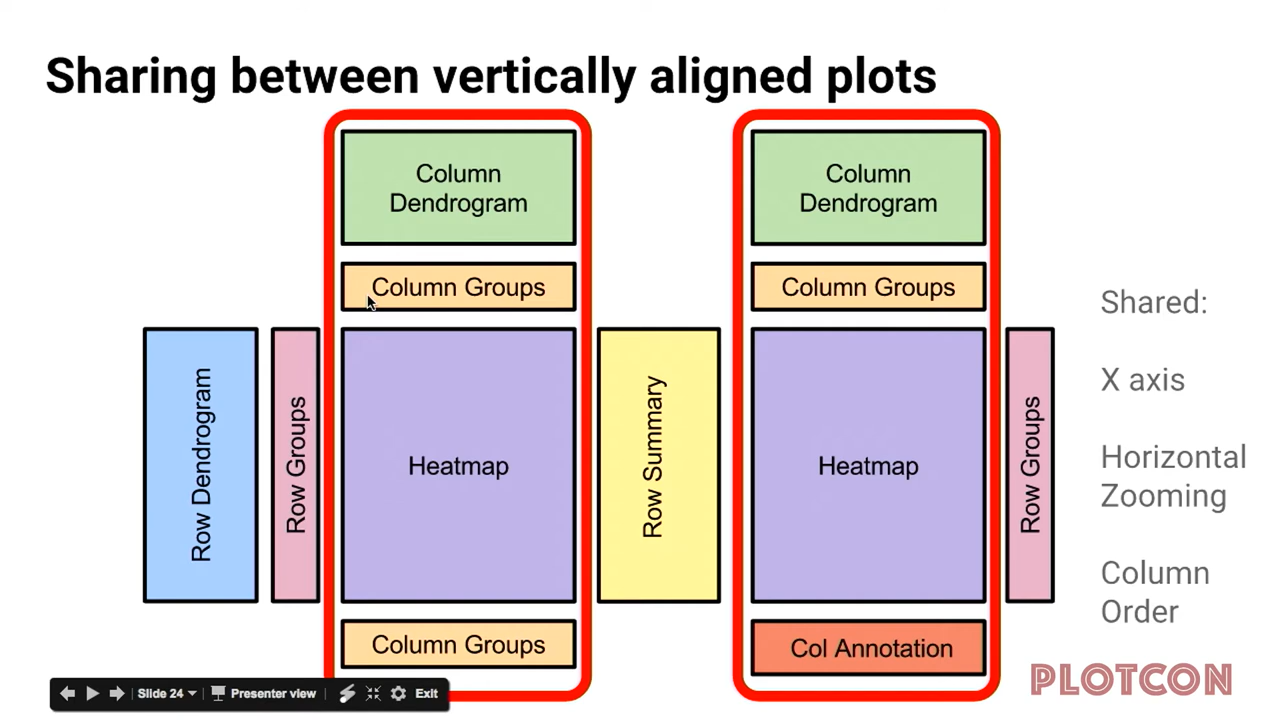 Sharing between vertically aligned plots
Column
Dendrogram
Column Groups
Row Dendrogram
Row Groups
Heatmap
Column Groups
Row Summary
Column
Dendrogram
Column Groups
Heatmap
Col Annotation
Row Groups
Shared:
X axis
Horizontal
Zooming
Column
Order
PLOTCON
Slide 24
Presenter view
Exit